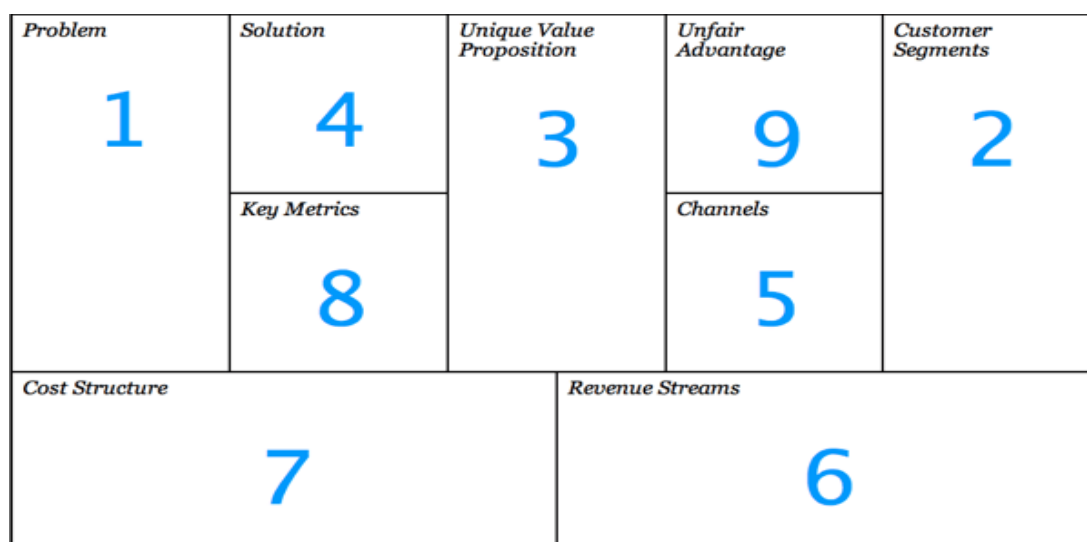 Problem
1
Solution
4
Key Metrics
8
Unique Value
Proposition
3
Unfair
Advantage
9
Channels
5
Customer
Segments
2
Cost Structure
7
Revenue Streams
6